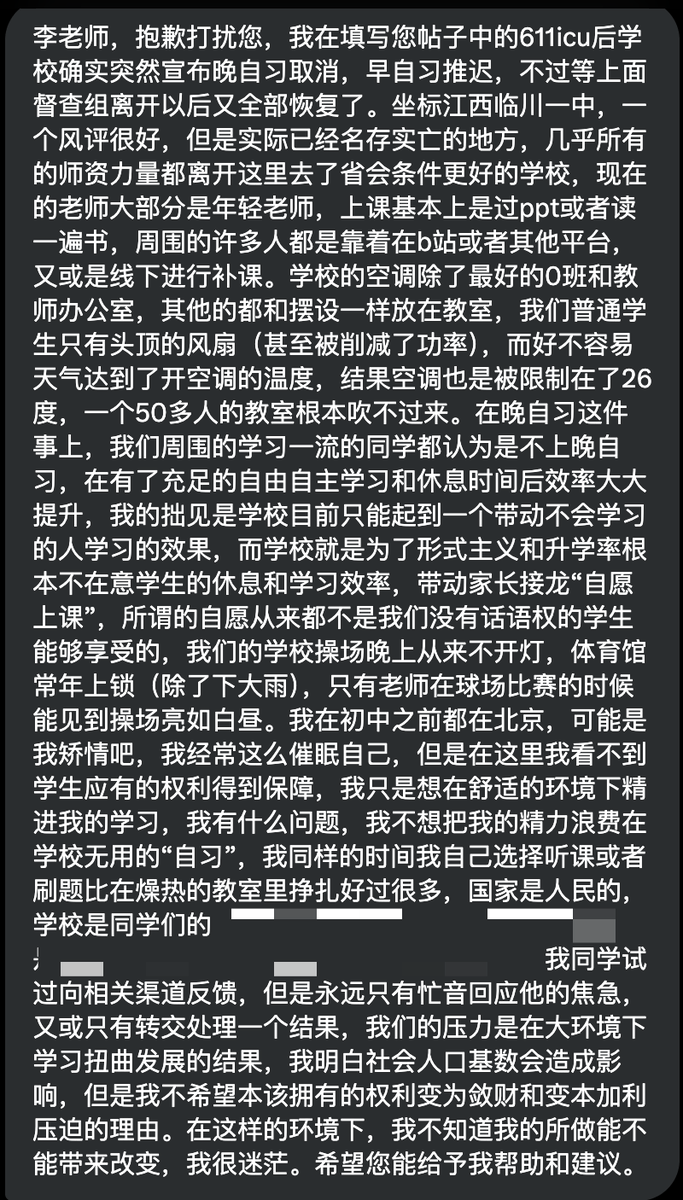 李老师，抱歉打扰您，我在填写您帖子中的611icu后学
校确实突然宣布晚自习取消，早自习推迟，不过等上面
督查组离开以后又全部恢复了。坐标江西临川一中，一
个风评很好，但是实际已经名存实亡的地方，几乎所有
的师资力量都离开这里去了省会条件更好的学校，现在
的老师大部分是年轻老师，上课基本上是过ppt或者读
一遍书，周围的许多人都是靠着在b站或者其他平台，
又或是线下进行补课。学校的空调除了最好的0班和教
师办公室，其他的都和摆设一样放在教室，我们普通学
生只有头顶的风扇（甚至被削减了功率），而好不容易
天气达到了开空调的温度，结果空调也是被限制在了26
度，一个50多人的教室根本吹不过来。在晚自习这件
事上，我们周围的学习一流的同学都认为是不上晚自
习，在有了充足的自由自主学习和休息时间后效率大大
提升，我的拙见是学校目前只能起到一个带动不会学习
的人学习的效果，而学校就是为了形式主义和升学率根
本不在意学生的休息和学习效率，带动家长接龙“自愿
上课”，所谓的自愿从来都不是我们没有话语权的学生
能够享受的，我们的学校操场晚上从来不开灯，体育馆
常年上锁（除了下大雨），只有老师在球场比赛的时候
能见到操场亮如白昼。我在初中之前都在北京，可能是
我矫情吧，我经常这么催眠自己，但是在这里我看不到
学生应有的权利得到保障，我只是想在舒适的环境下精
进我的学习，我有什么问题，我不想把我的精力浪费在
学校无用的“自习”，我同样的时间我自己选择听课或者
刷题比在燥热的教室里挣扎好过很多，国家是人民的，
学校是同学们的
我同学试
过向相关渠道反馈，但是永远只有忙音回应他的焦急，
又或只有转交处理一个结果，我们的压力是在大环境下
学习扭曲发展的结果，我明白社会人口基数会造成影
响，但是我不希望本该拥有的权利变为敛财和变本加利
压迫的理由。在这样的环境下，我不知道我的所做能不
能带来改变，我很迷茫。希望您能给予我帮助和建议。